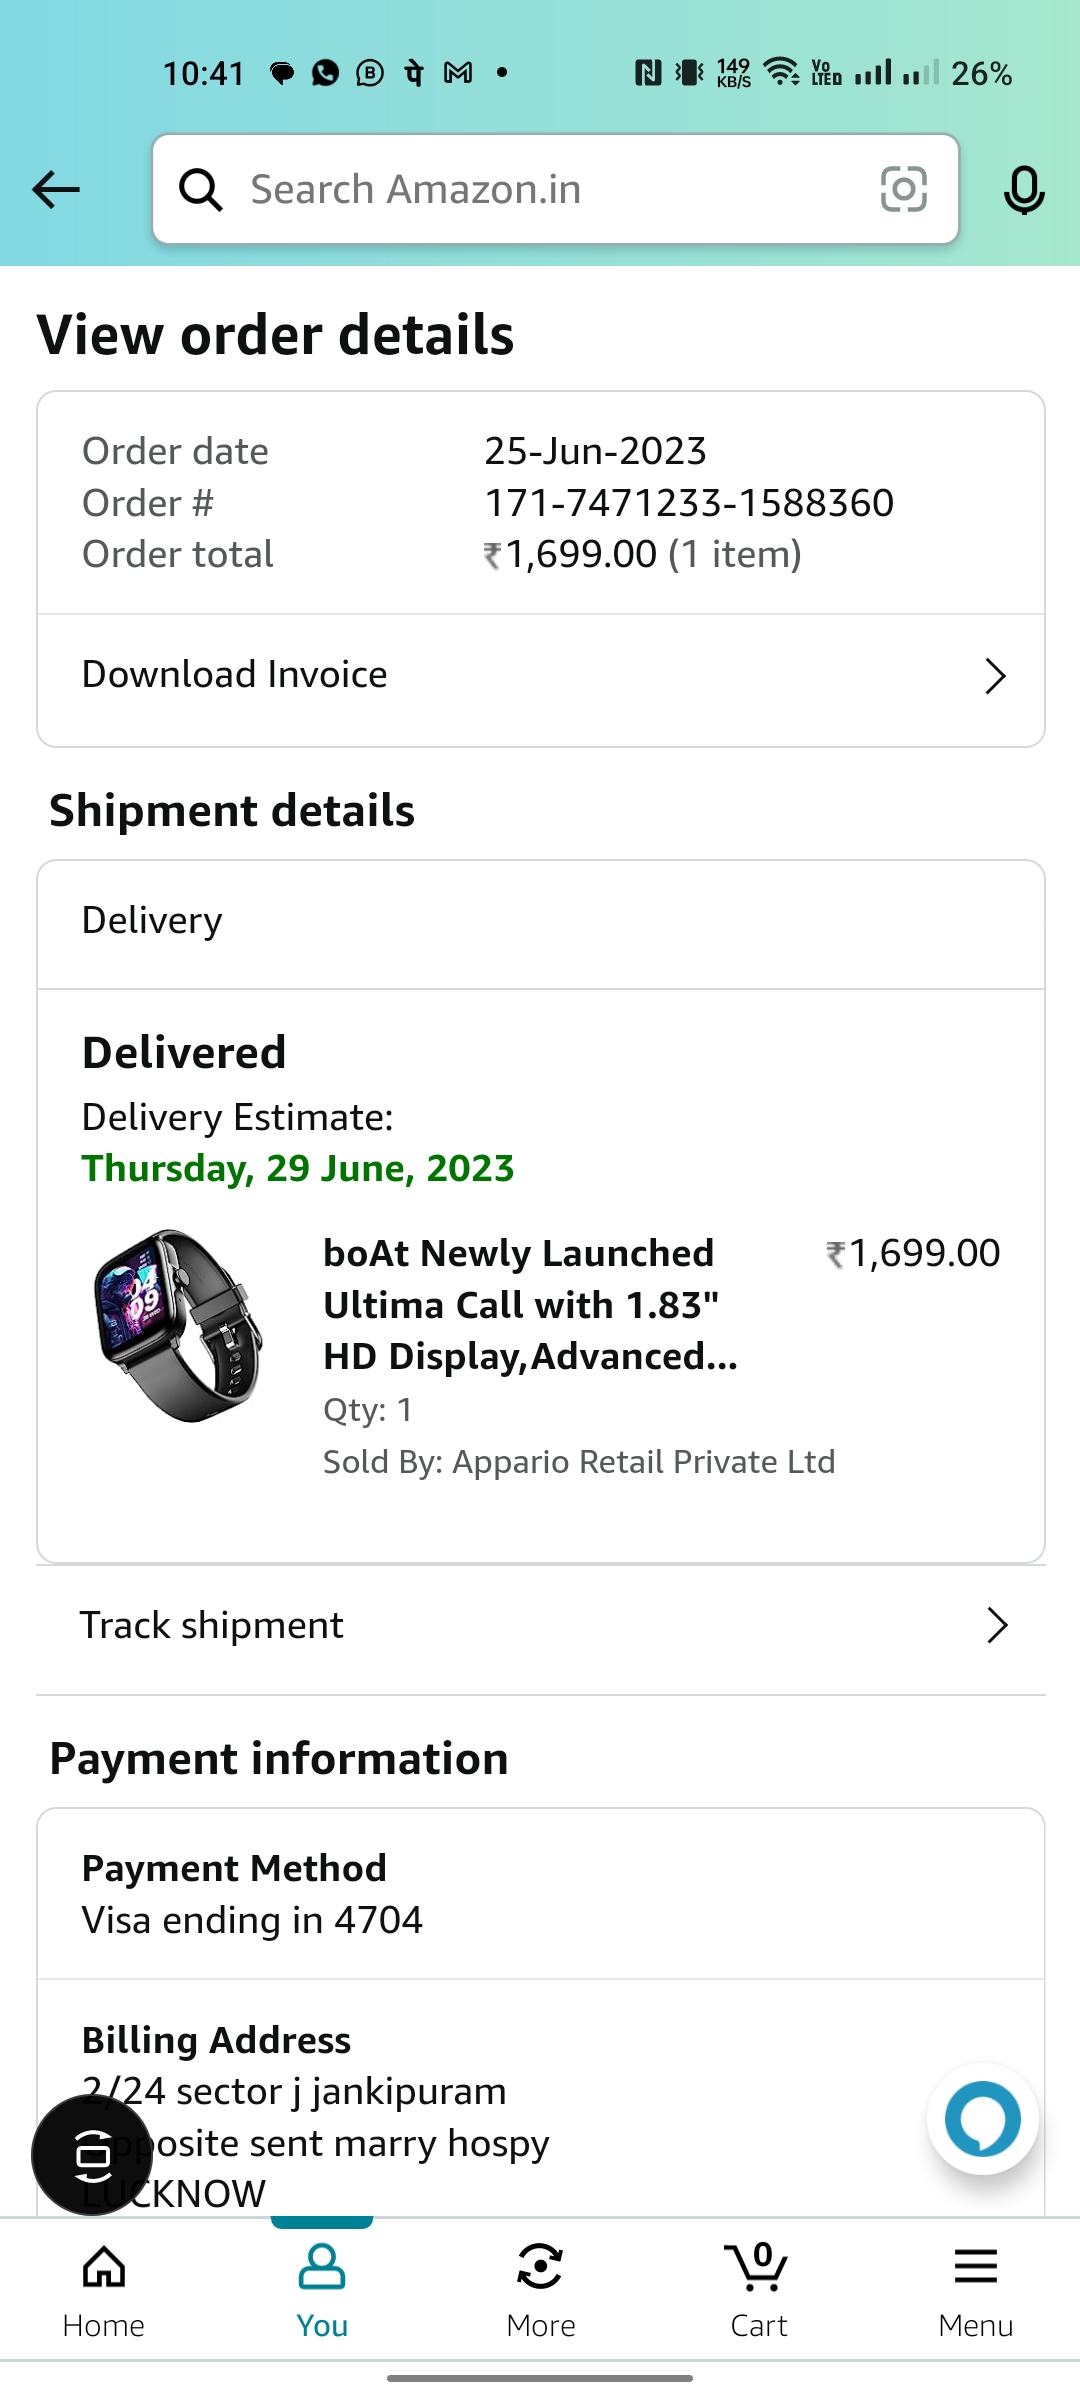 10:41 149 KB/S VoLTED 26%
Search Amazon.in
View order details
Order date 25-Jun-2023
Order # 171-7471233-1588360
Order total ₹1,699.00 (1 item)
Download Invoice
Shipment details
Delivery
Delivered
Delivery Estimate:
Thursday, 29 June, 2023
boAt Newly Launched ₹1,699.00
Ultima Call with 1.83"
HD Display,Advanced...
Qty: 1
Sold By: Appario Retail Private Ltd
Track shipment
Payment information
Payment Method
Visa ending in 4704
Billing Address
2/24 sector j jankipuram
opposite sent marry hospy
LUCKNOW
0
Home You More Cart Menu